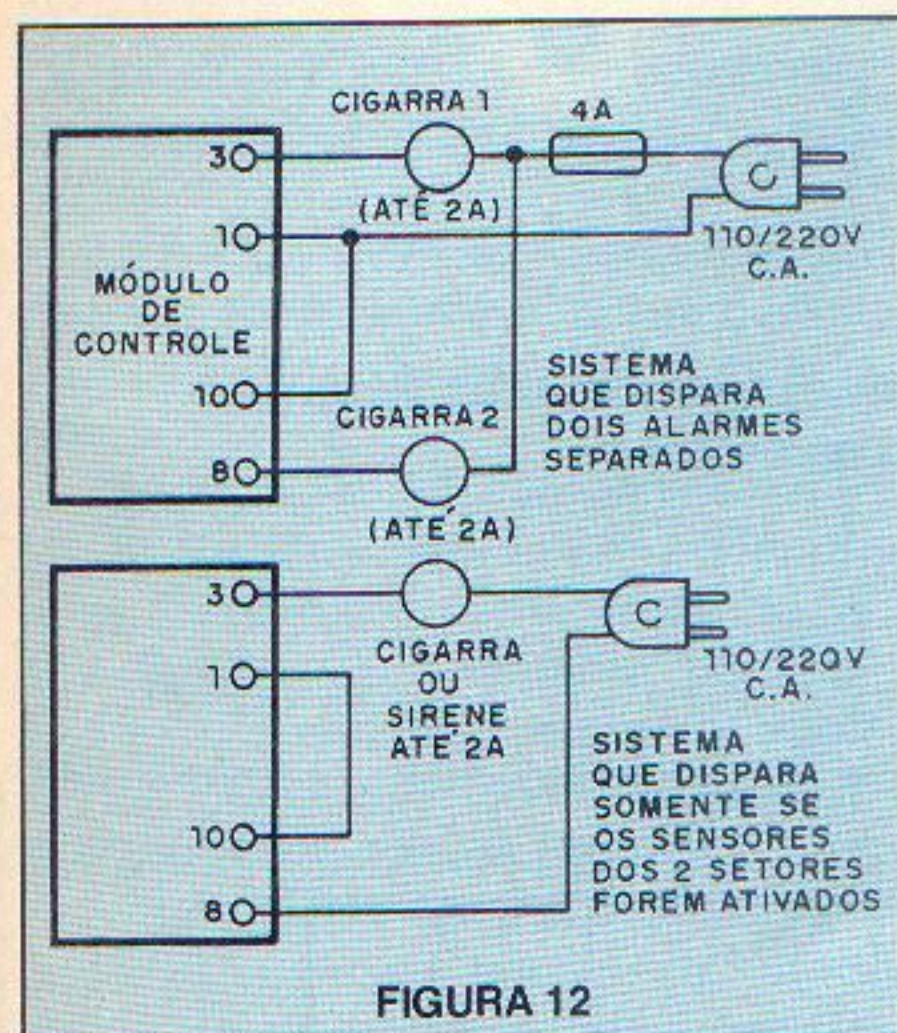 CIGARRA 1
4A
3
(ATÉ 2A)
C
1
110/220V
C.A.
MÓDULO
DE
CONTROLE
10
CIGARRA 2
SISTEMA
QUE DISPARA
DOIS ALARMES
SEPARADOS
8
(ATÉ 2A)
3
C
CIGARRA
OU
SIRENE
ATÉ 2A
1
110/220V
C.A.
SISTEMA
QUE DISPARA
SOMENTE SE
OS SENSORES
DOS 2 SETORES
FOREM ATIVADOS
10
8
FIGURA 12